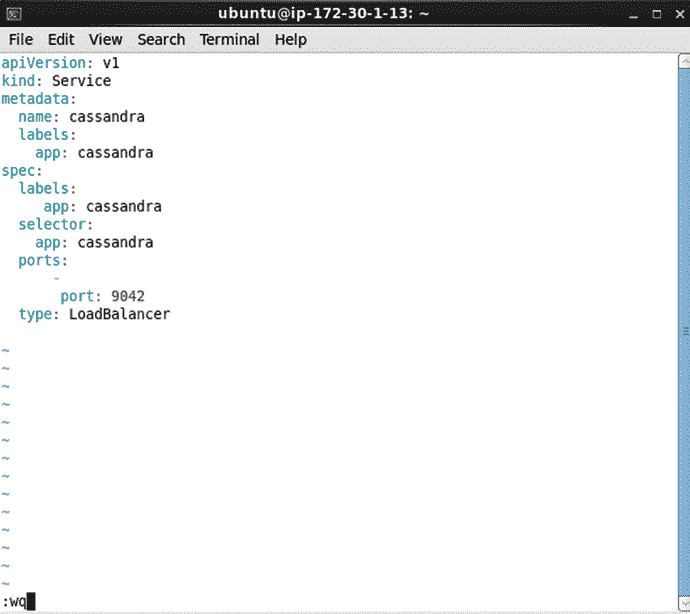 ubuntu@ip-172-30-1-13: ~
File Edit View Search Terminal Help
apiVersion: v1
kind: Service
metadata:
  name: cassandra
  labels:
    app: cassandra
spec:
  labels:
     app: cassandra
  selector:
    app: cassandra
  ports:
      -
       port: 9042
  type: LoadBalancer
~
~
~
~
~
~
~
~
~
~
~
~
~
~
:wq